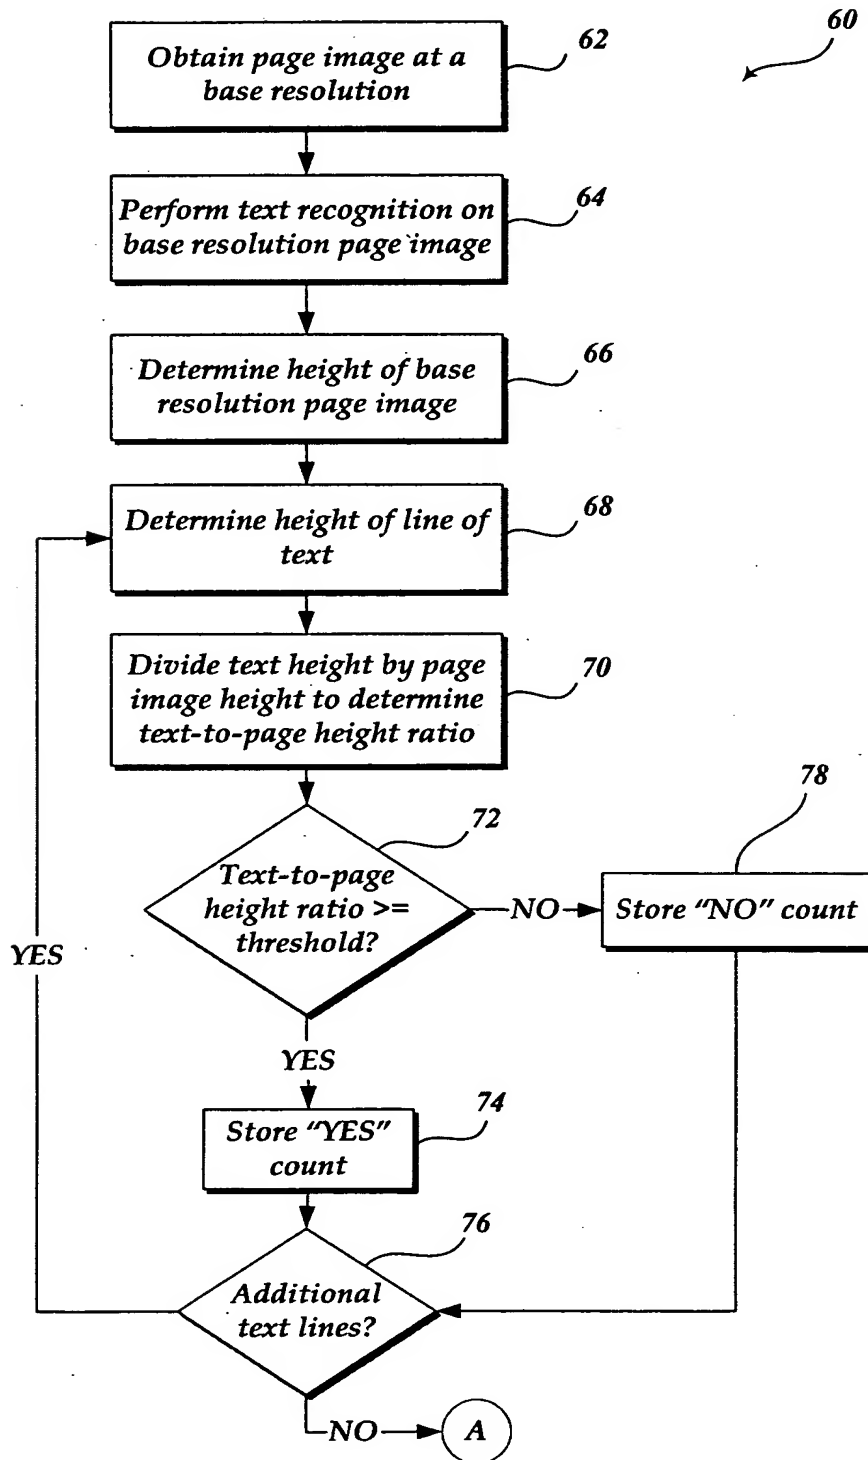 60
Obtain page image at a
base resolution
62
Perform text recognition on
base resolution page image
64
Determine height of base
resolution page image
66
Determine height of line of
text
68
Divide text height by page
image height to determine
text-to-page height ratio
70
Text-to-page
height ratio >=
threshold?
72
NO
Store "NO" count
78
YES
YES
Store "YES"
count
74
Additional
text lines?
76
NO
A